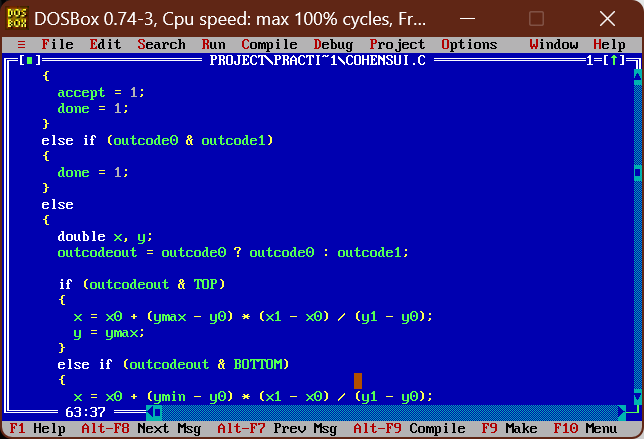 DOSBox 0.74-3, Cpu speed: max 100% cycles, Fr...
≡ File Edit Search Run Compile Debug Project Options Window Help
PROJECT\PRACTI~1\COHENSUI.C 1=[↑]
{
accept = 1;
done = 1;
}
else if (outcode0 & outcode1)
{
done = 1;
}
else
{
double x, y;
outcodeout = outcode0 ? outcode0 : outcode1;
if (outcodeout & TOP)
{
x = x0 + (ymax - y0) * (x1 - x0) / (y1 - y0);
y = ymax;
}
else if (outcodeout & BOTTOM)
{
x = x0 + (ymin - y0) * (x1 - x0) / (y1 - y0);
63:37
F1 Help Alt-F8 Next Msg Alt-F7 Prev Msg Alt-F9 Compile F9 Make F10 Menu